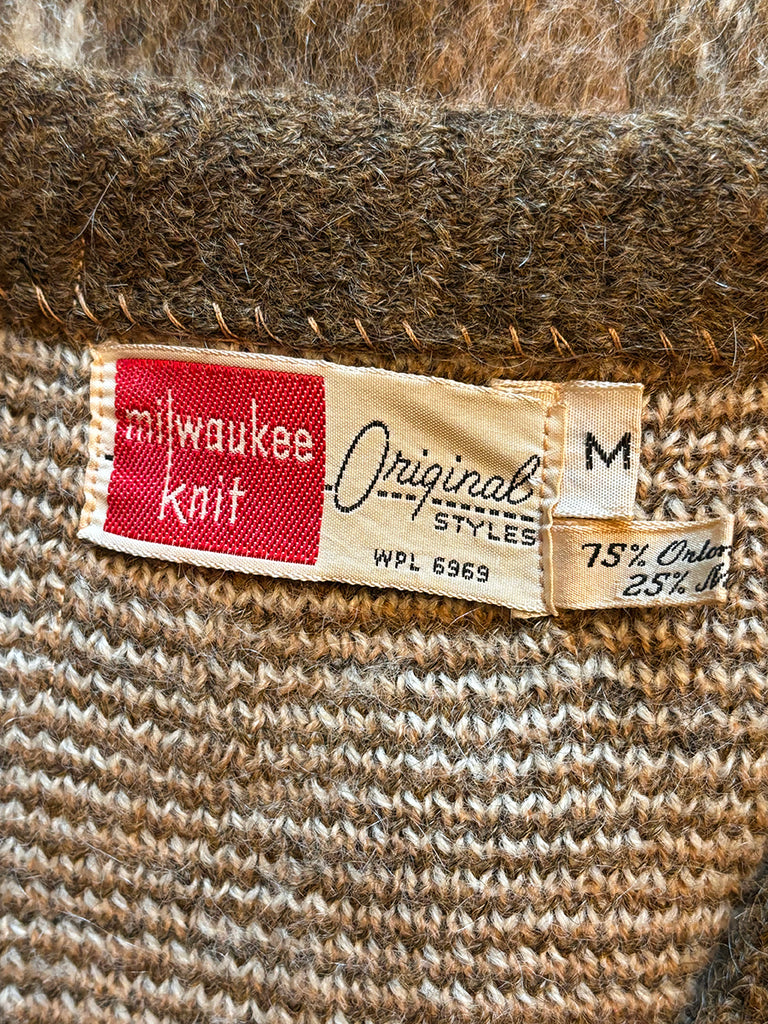 milwaukee
knit
Original
STYLES
WPL 6969
M
75% Orlon
25%